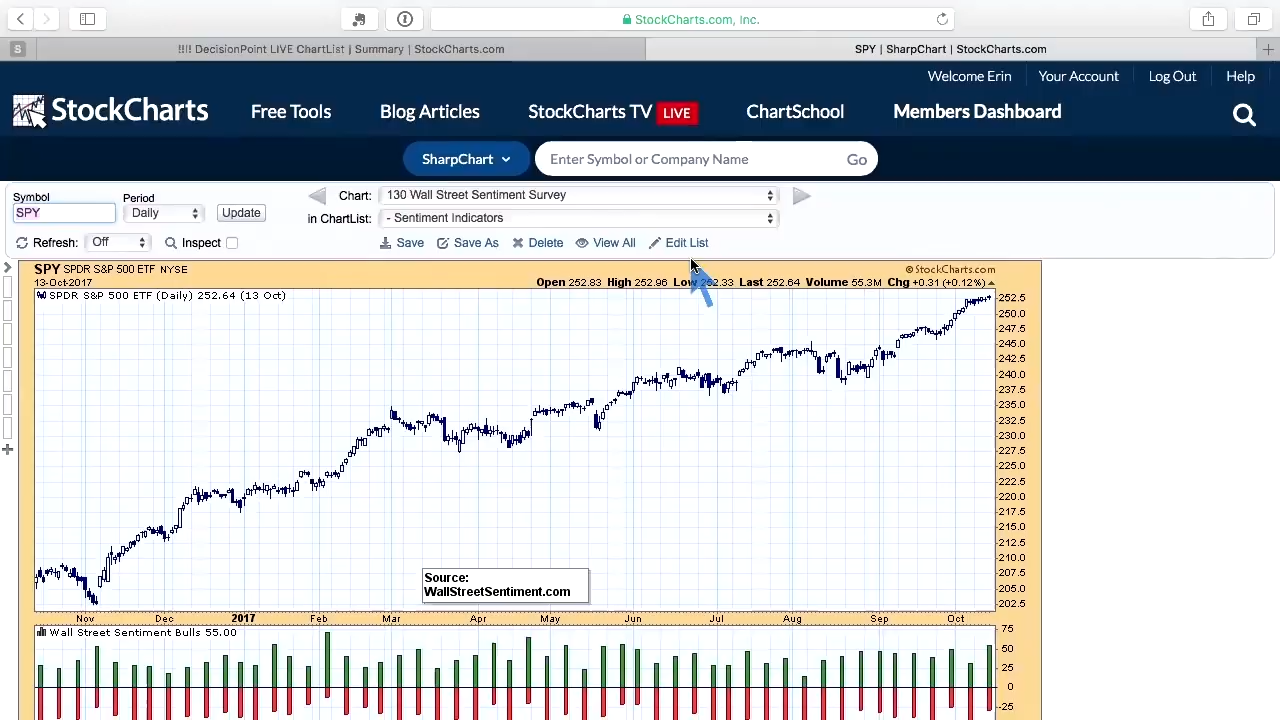 StockCharts.com, Inc.
S
!!!! DecisionPoint LIVE ChartList | Summary | StockCharts.com
SPY | SharpChart | StockCharts.com
Welcome Erin
Your Account
Log Out
Help
StockCharts
Free Tools
Blog Articles
StockCharts TV LIVE
ChartSchool
Members Dashboard
SharpChart
Enter Symbol or Company Name
Go
Symbol
Period
SPY
Daily
Update
Chart:
130 Wall Street Sentiment Survey
in ChartList:
- Sentiment Indicators
Refresh:
Off
Inspect
Save
Save As
Delete
View All
Edit List
SPY SPDR S&P 500 ETF NYSE
©StockCharts.com
13-Oct-2017
Open 252.83 High 252.96 Low 252.33 Last 252.64 Volume 55.3M Chg +0.31 (+0.12%)
SPDR S&P 500 ETF (Daily) 252.64 (13 Oct)
252.5
250.0
247.5
245.0
242.5
240.0
237.5
235.0
232.5
230.0
227.5
225.0
222.5
220.0
217.5
215.0
212.5
210.0
207.5
205.0
202.5
Source:
WallStreetSentiment.com
Nov Dec 2017 Feb Mar Apr May Jun Jul Aug Sep Oct
Wall Street Sentiment Bulls 55.00
75
50
25
0
-25